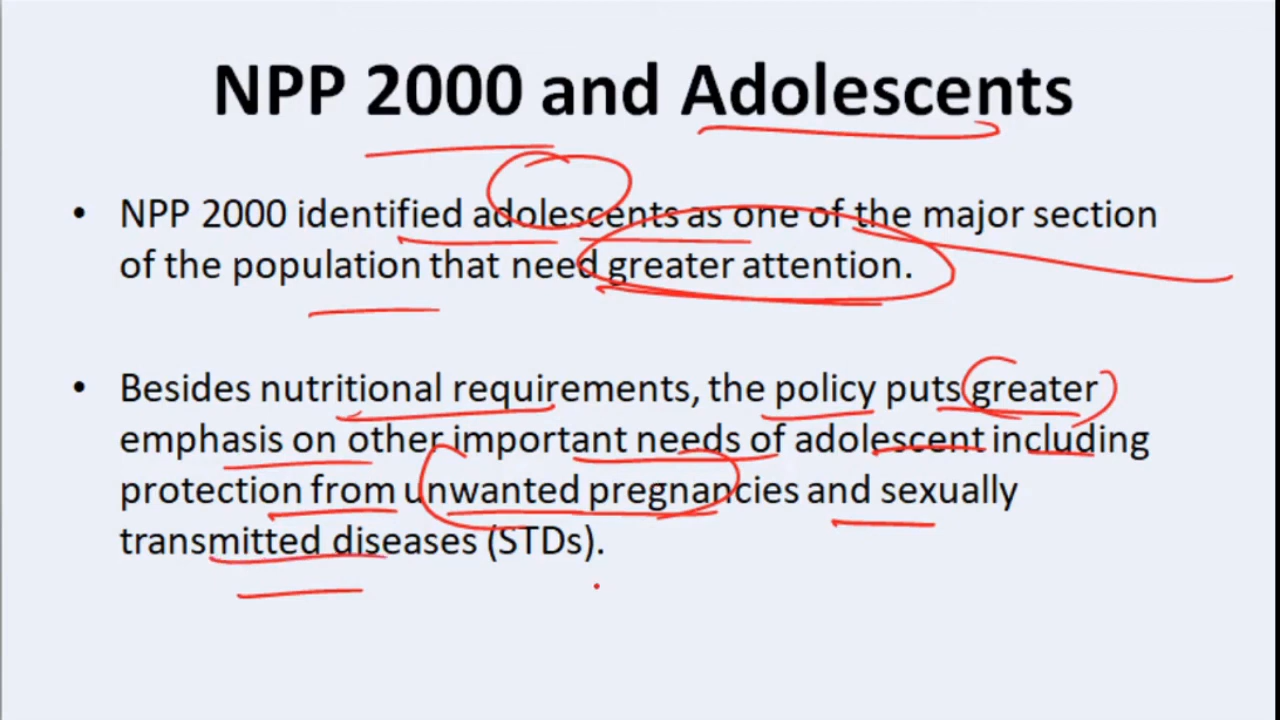 NPP 2000 and Adolescents
• NPP 2000 identified adolescents as one of the major section
of the population that need greater attention.
• Besides nutritional requirements, the policy puts greater
emphasis on other important needs of adolescent including
protection from unwanted pregnancies and sexually
transmitted diseases (STDs).